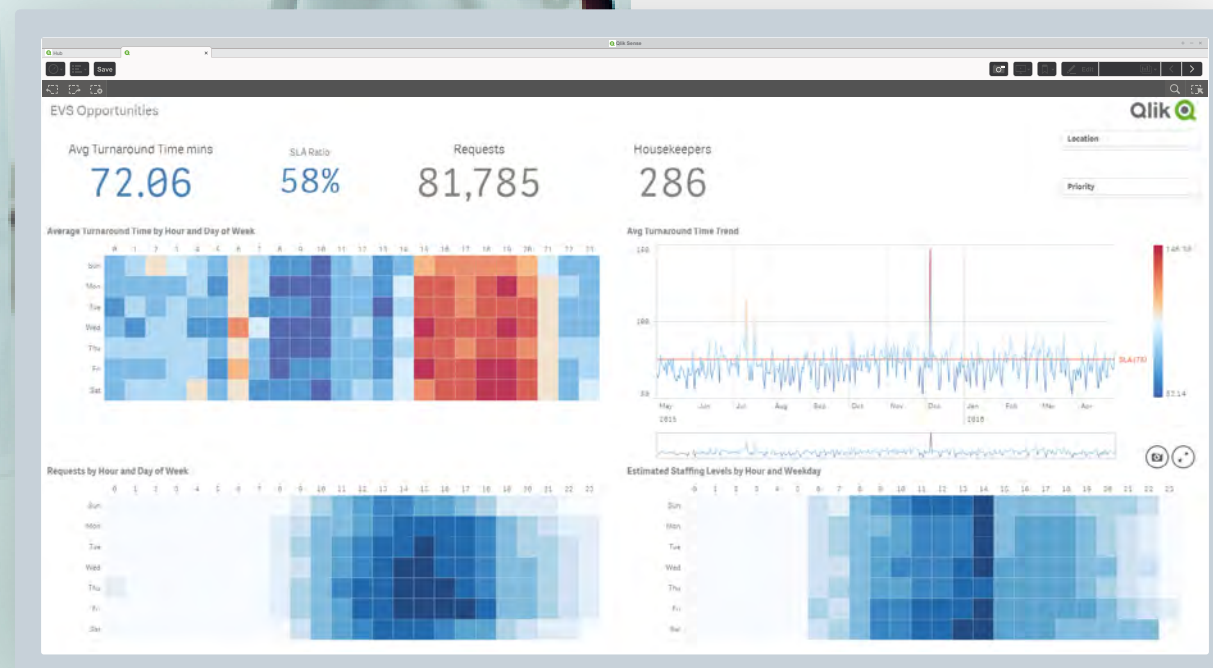 Hub
Qlik Sense
Save
Edit
EVS Opportunities
Qlik
Avg Turnaround Time mins
72.06
SLA Ratio
58%
Requests
81,785
Housekeepers
286
Location
Priority
Average Turnaround Time by Hour and Day of Week
0 1 2 3 4 5 6 7 8 9 10 11 12 13 14 15 16 17 18 19 20 21 22 23
Sun
Mon
Tue
Wed
Thu
Fri
Sat
Avg Turnaround Time Trend
100
SLA (73)
May Jun Jul Aug Sep Oct Nov Dec Jan Feb Mar Apr
2015
Requests by Hour and Day of Week
0 1 2 3 4 5 6 7 8 9 10 11 12 13 14 15 16 17 18 19 20 21 22 23
Sun
Mon
Tue
Wed
Thu
Fri
Sat
Estimated Staffing Levels by Hour and Weekday
0 1 2 3 4 5 6 7 8 9 10 11 12 13 14 15 16 17 18 19 20 21 22 23
Sun
Mon
Tue
Wed
Thu
Fri
Sat